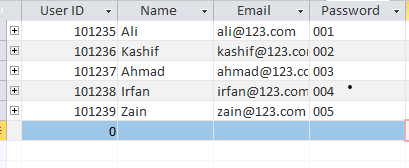 User ID Name Email Password
101235 Ali ali@123.com 001
101236 Kashif kashif@123.com 002
101237 Ahmad ahmad@123.com 003
101238 Irfan irfan@123.com 004
101239 Zain zain@123.com 005
0